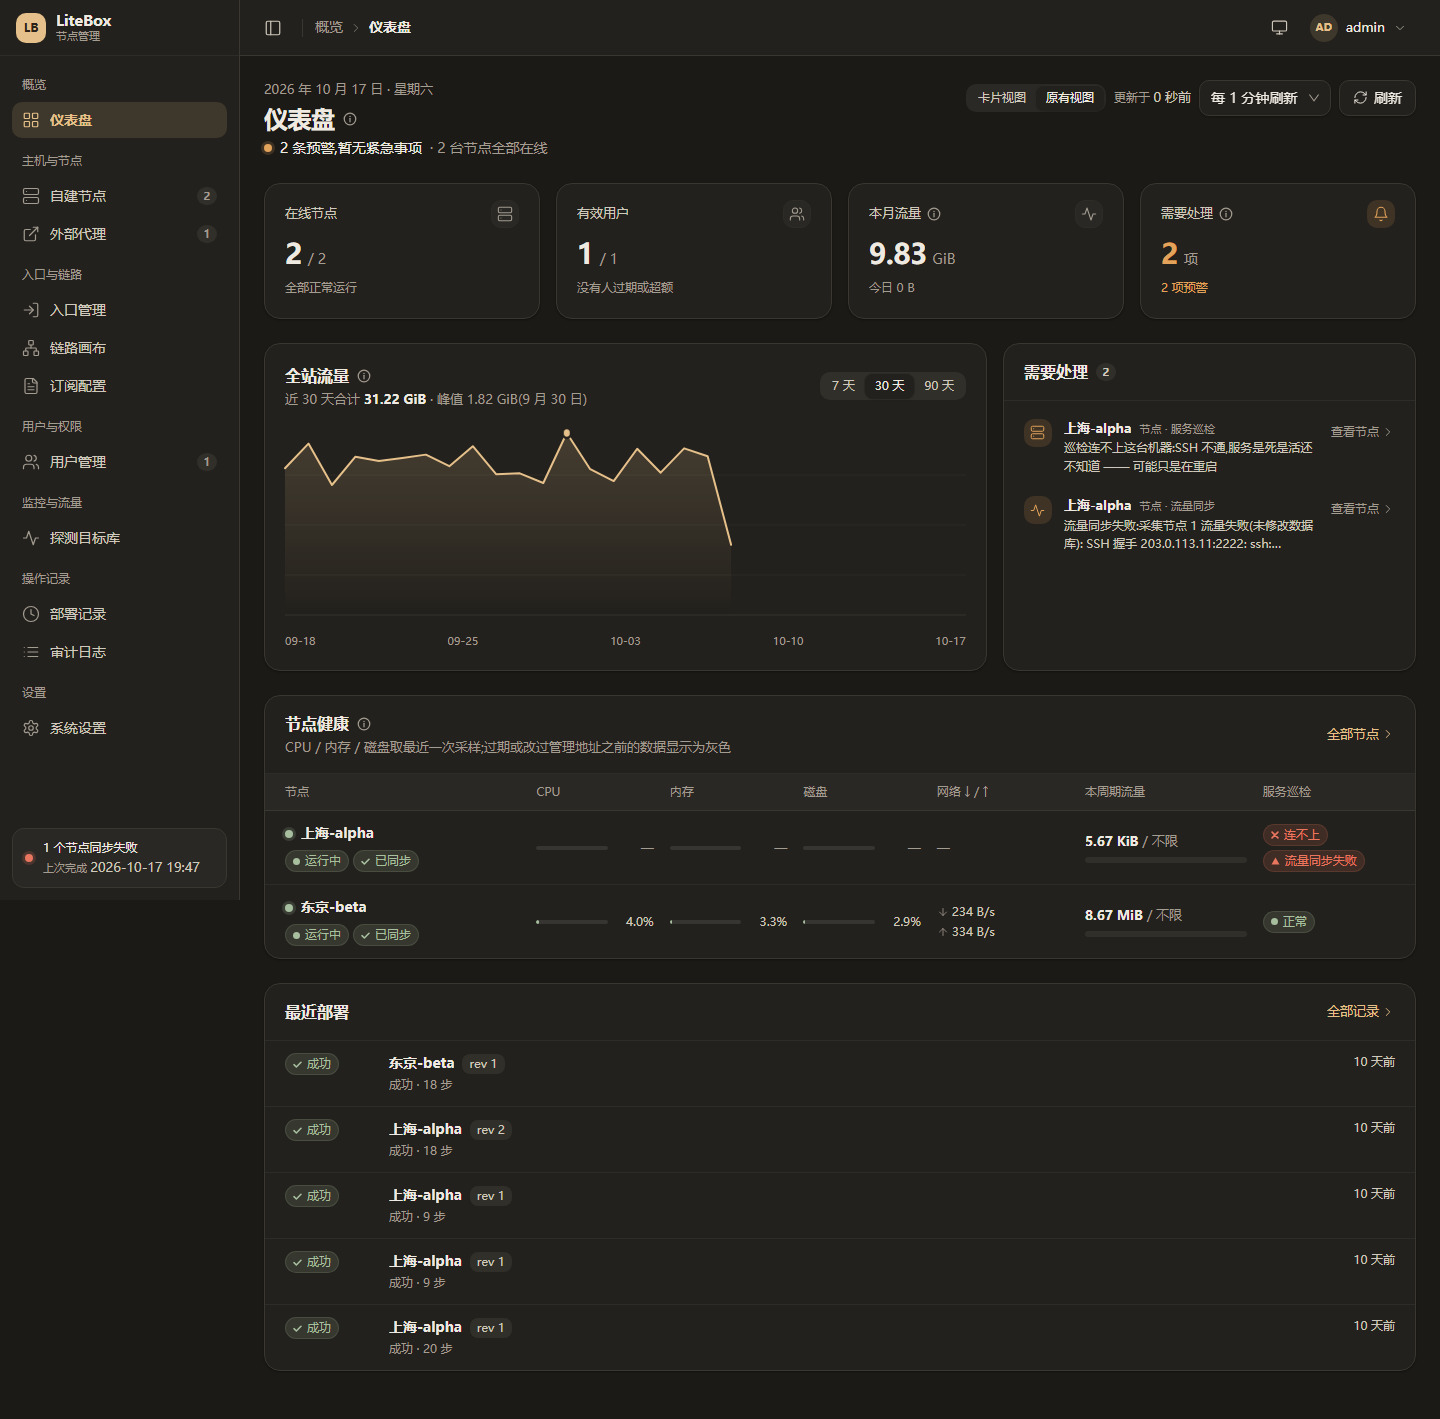 LB
LiteBox
节点管理
概览 仪表盘
AD admin
概览
仪表盘
主机与节点
自建节点 2
外部代理 1
入口与链路
入口管理
链路画布
订阅配置
用户与权限
用户管理 1
监控与流量
探测目标库
操作记录
部署记录
审计日志
设置
系统设置
1 个节点同步失败
上次完成 2026-10-17 19:47
2026 年 10 月 17 日 · 星期六
仪表盘
2 条预警,暂无紧急事项 · 2 台节点全部在线
卡片视图 原有视图 更新于 0 秒前 每 1 分钟刷新 刷新
在线节点
2 / 2
全部正常运行
有效用户
1 / 1
没有人过期或超额
本月流量
9.83 GiB
今日 0 B
需要处理
2 项
2 项预警
全站流量
近 30 天合计 31.22 GiB · 峰值 1.82 GiB(9 月 30 日)
7 天 30 天 90 天
09-18 09-25 10-03 10-10 10-17
需要处理 2
上海-alpha 节点 · 服务巡检 查看节点
巡检连不上这台机器:SSH 不通,服务是死是活还
不知道 —— 可能只是在重启
上海-alpha 节点 · 流量同步 查看节点
流量同步失败:采集节点 1 流量失败(未修改数据
库): SSH 握手 203.0.113.11:2222: ssh:...
节点健康
CPU / 内存 / 磁盘取最近一次采样;过期或改过管理地址之前的数据显示为灰色
全部节点
节点 CPU 内存 磁盘 网络↓/↑ 本周期流量 服务巡检
上海-alpha
运行中 已同步
— — — —
5.67 KiB / 不限
连不上
流量同步失败
东京-beta
运行中 已同步
4.0% 3.3% 2.9%
↓ 234 B/s
↑ 334 B/s
8.67 MiB / 不限
正常
最近部署
全部记录
成功 东京-beta rev 1 10 天前
成功 · 18 步
成功 上海-alpha rev 2 10 天前
成功 · 18 步
成功 上海-alpha rev 1 10 天前
成功 · 9 步
成功 上海-alpha rev 1 10 天前
成功 · 9 步
成功 上海-alpha rev 1 10 天前
成功 · 20 步